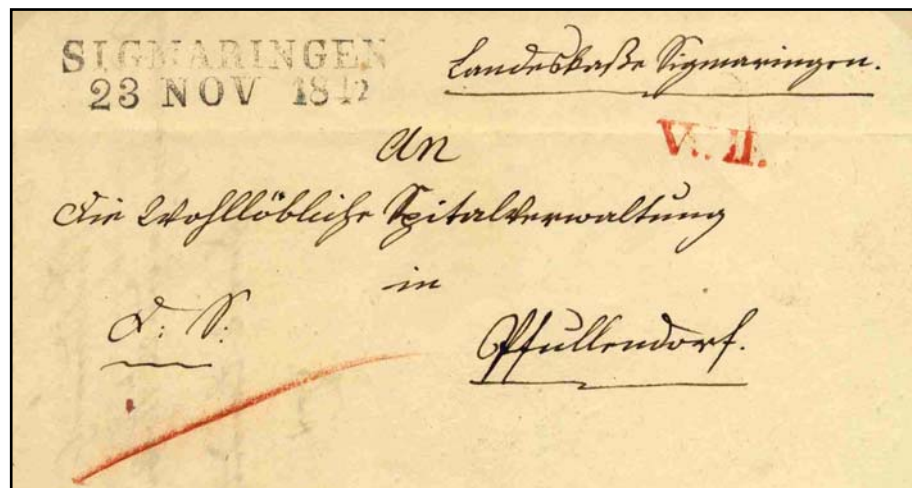 SIGMARINGEN
23 NOV 1842
Landeskaße Sigmaringen.
V. II.
An
Die Wohllöbliche Spitalverwaltung
in
D: S:
Pfullendorf.